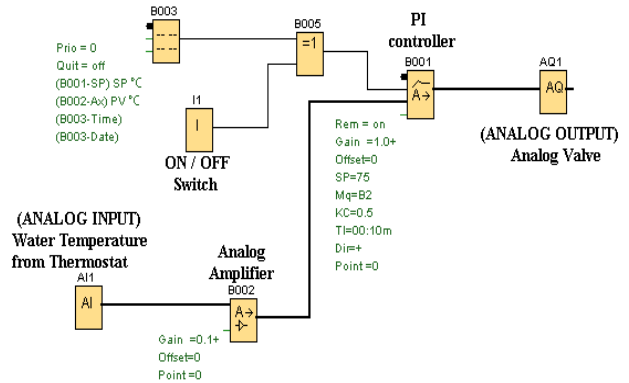 B003
Prio = 0
Quit = off
(B001-SP) SP °C
(B002-Ax) PV °C
(B003-Time)
(B003-Date)
B005
=1
I1
I
ON / OFF
Switch
PI
controller
B001
A→
Rem = on
Gain =1.0+
Offset=0
SP=75
Mq=B2
KC=0.5
TI=00:10m
Dir=+
Point=0
AQ1
AQ
(ANALOG OUTPUT)
Analog Valve
(ANALOG INPUT)
Water Temperature
from Thermostat
AI1
AI
Analog
Amplifier
B002
A→
Gain =0.1+
Offset=0
Point=0